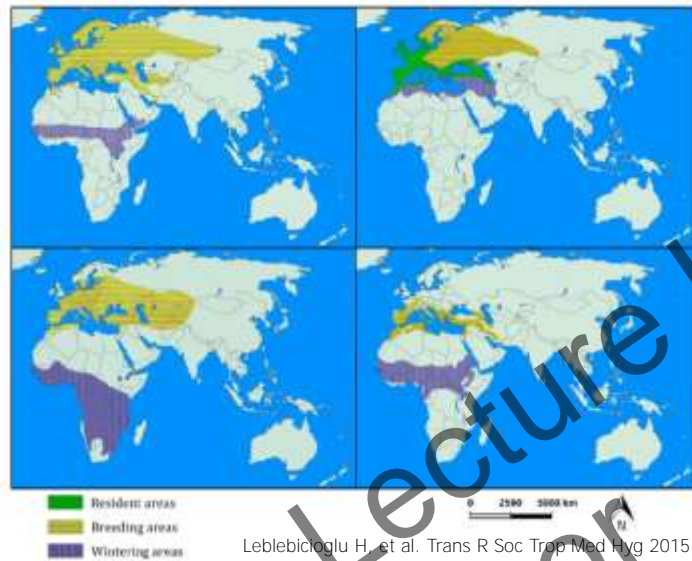 Resident areas
Breeding areas
Wintering areas
0 2500 5000 km
N
Leblebicioglu H, et al. Trans R Soc Trop Med Hyg 2015
Lecture